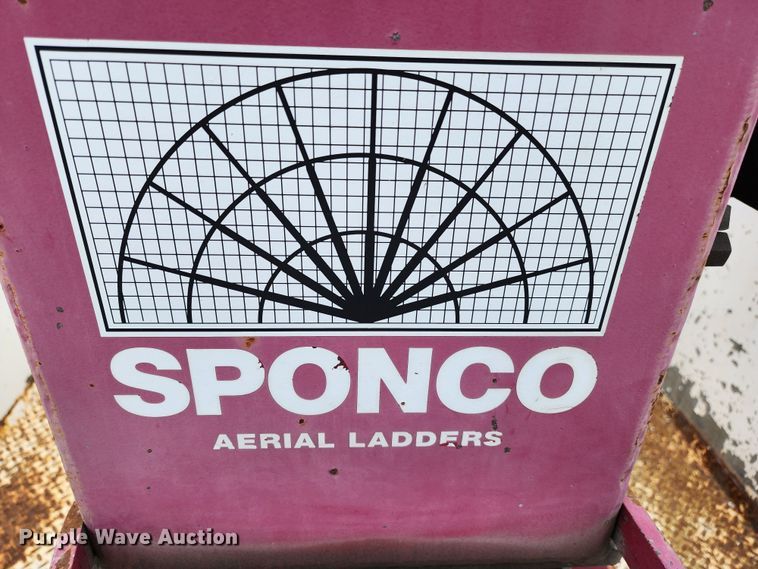 SPONCO
AERIAL LADDERS
Purple Wave Auction